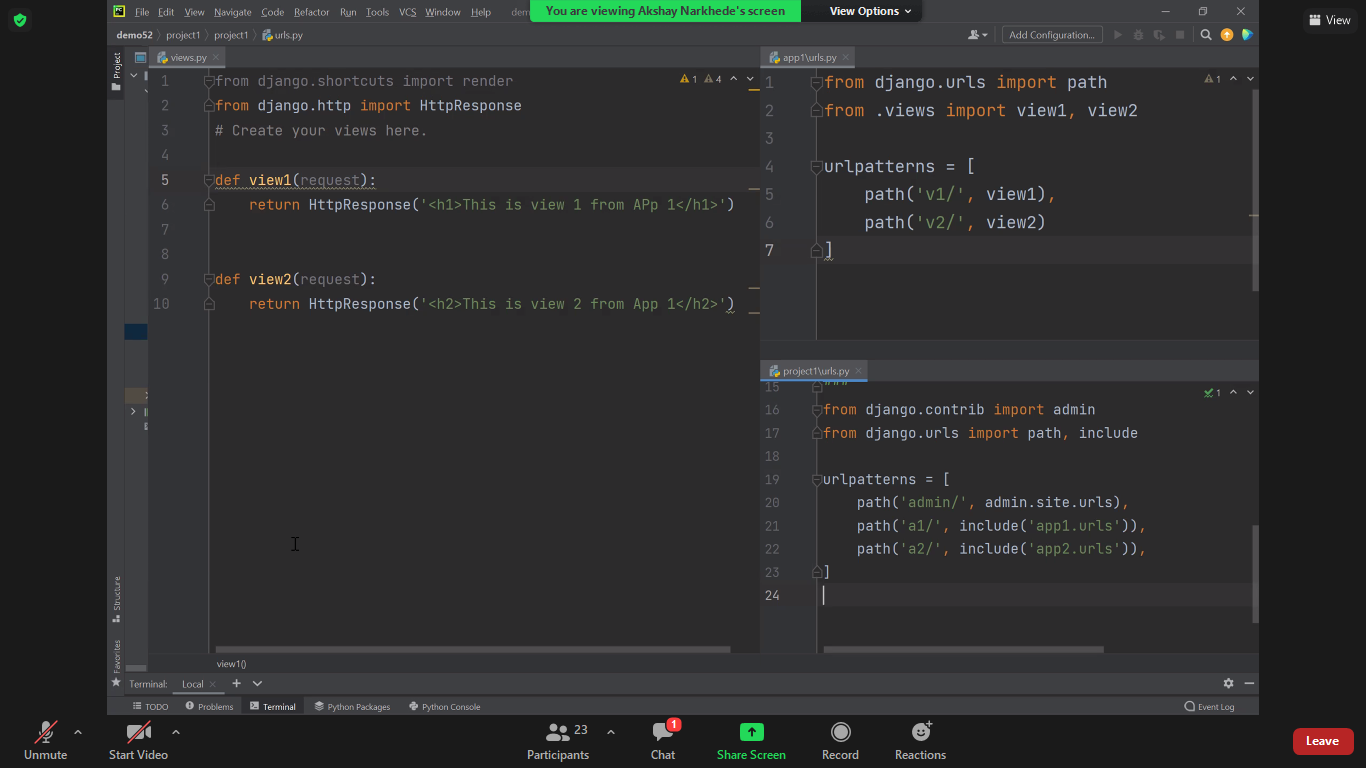 You are viewing Akshay Narkhede's screen
View Options
View
File Edit View Navigate Code Refactor Run Tools VCS Window Help
demo52 project1 project1 urls.py
Add Configuration...
Project
views.py
1 from django.shortcuts import render
2 from django.http import HttpResponse
3 # Create your views here.
4
5 def view1(request):
6 return HttpResponse('<h1>This is view 1 from APp 1</h1>')
7
8
9 def view2(request):
10 return HttpResponse('<h2>This is view 2 from App 1</h2>')
1 4
app1\urls.py
1 from django.urls import path
2 from .views import view1, view2
3
4 urlpatterns = [
5 path('v1/', view1),
6 path('v2/', view2)
7 ]
1
project1\urls.py
15
16 from django.contrib import admin
17 from django.urls import path, include
18
19 urlpatterns = [
20 path('admin/', admin.site.urls),
21 path('a1/', include('app1.urls')),
22 path('a2/', include('app2.urls')),
23 ]
24
1
Structure
Favorites
view1()
Terminal: Local
TODO Problems Terminal Python Packages Python Console Event Log
Unmute Start Video Participants 23 Chat 1 Share Screen Record Reactions Leave